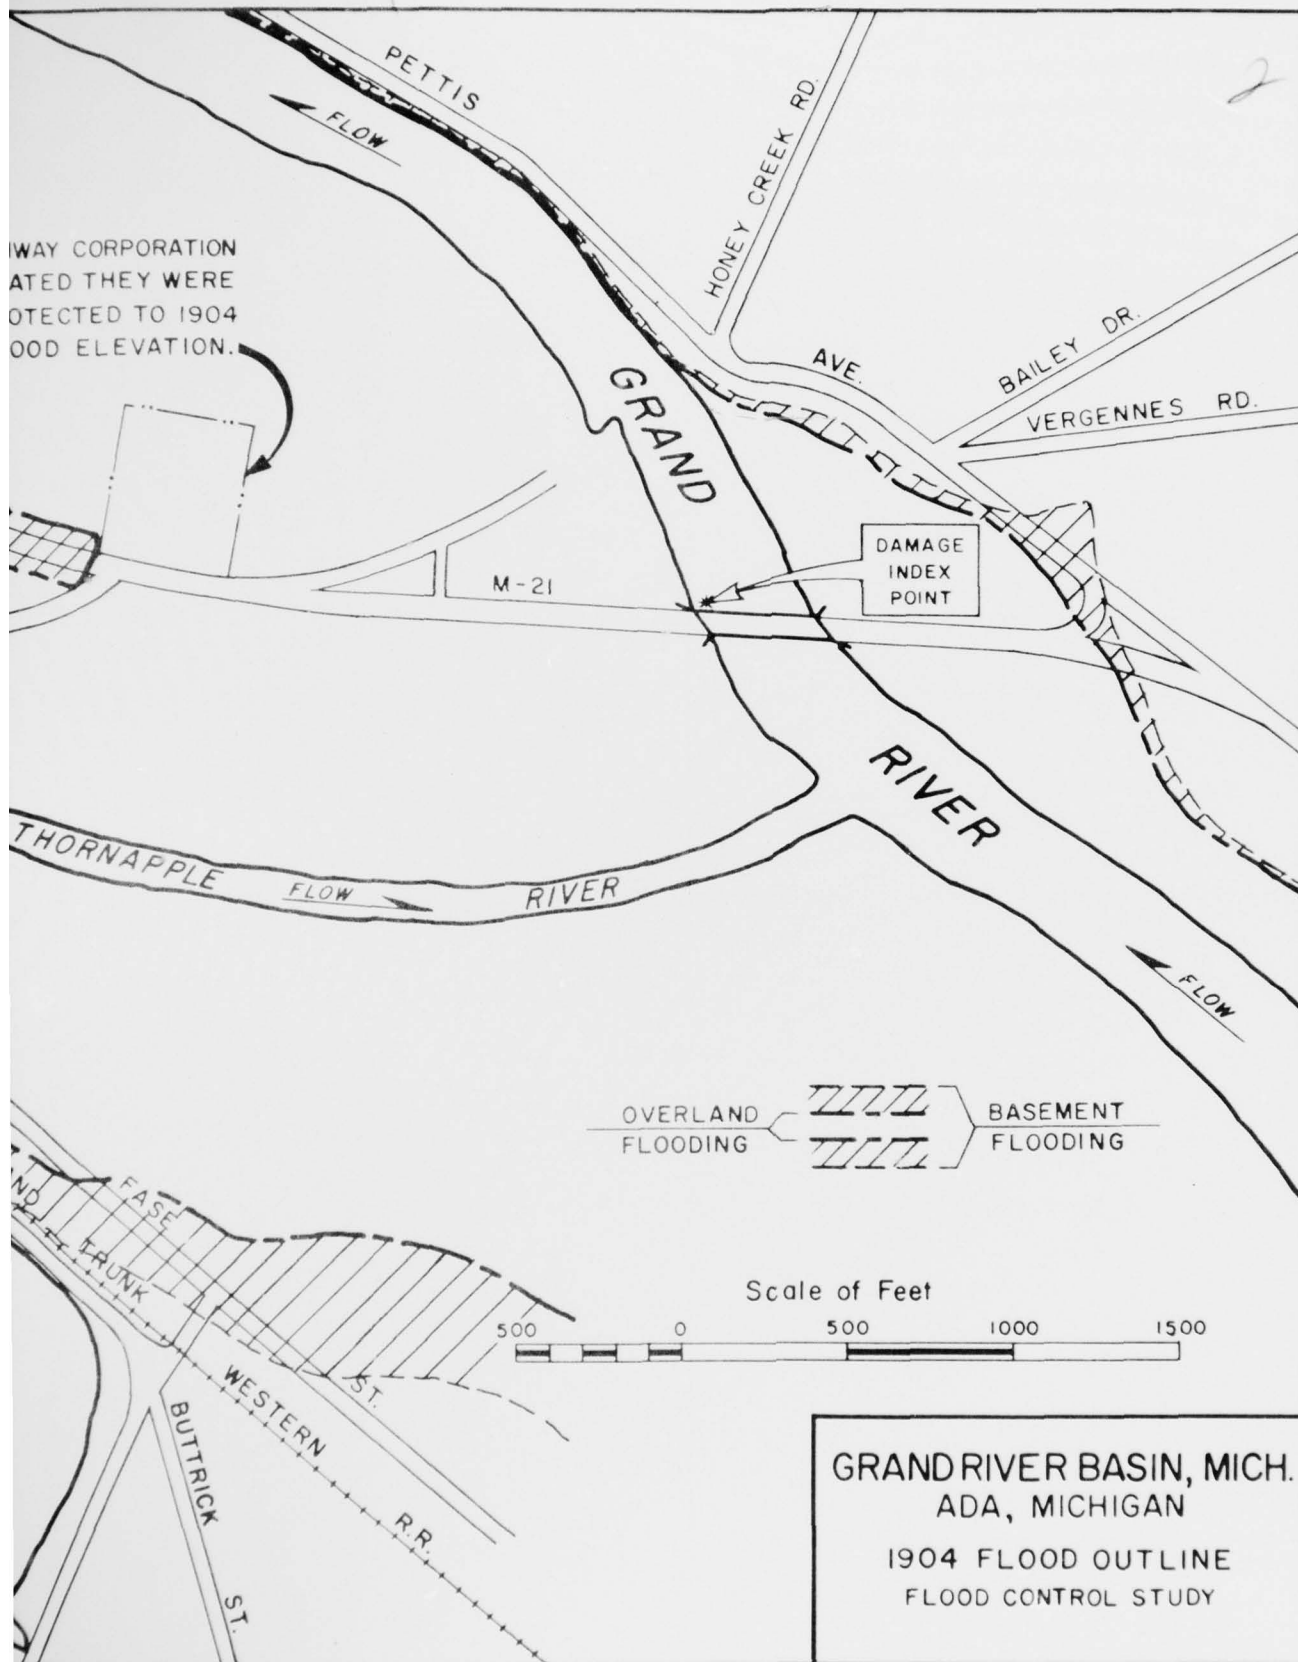 2
PETTIS
FLOW
HONEY CREEK RD.
IWAY CORPORATION
ATED THEY WERE
OTECTED TO 1904
OOD ELEVATION.
AVE.
BAILEY DR.
VERGENNES RD.
GRAND
DAMAGE
INDEX
POINT
M-21
RIVER
THORNAPPLE
FLOW
RIVER
FLOW
OVERLAND
FLOODING
BASEMENT
FLOODING
FASE
ST.
ND
TRUNK
WESTERN
R.R.
BUTTRICK
ST.
Scale of Feet
500 0 500 1000 1500
GRAND RIVER BASIN, MICH.
ADA, MICHIGAN
1904 FLOOD OUTLINE
FLOOD CONTROL STUDY